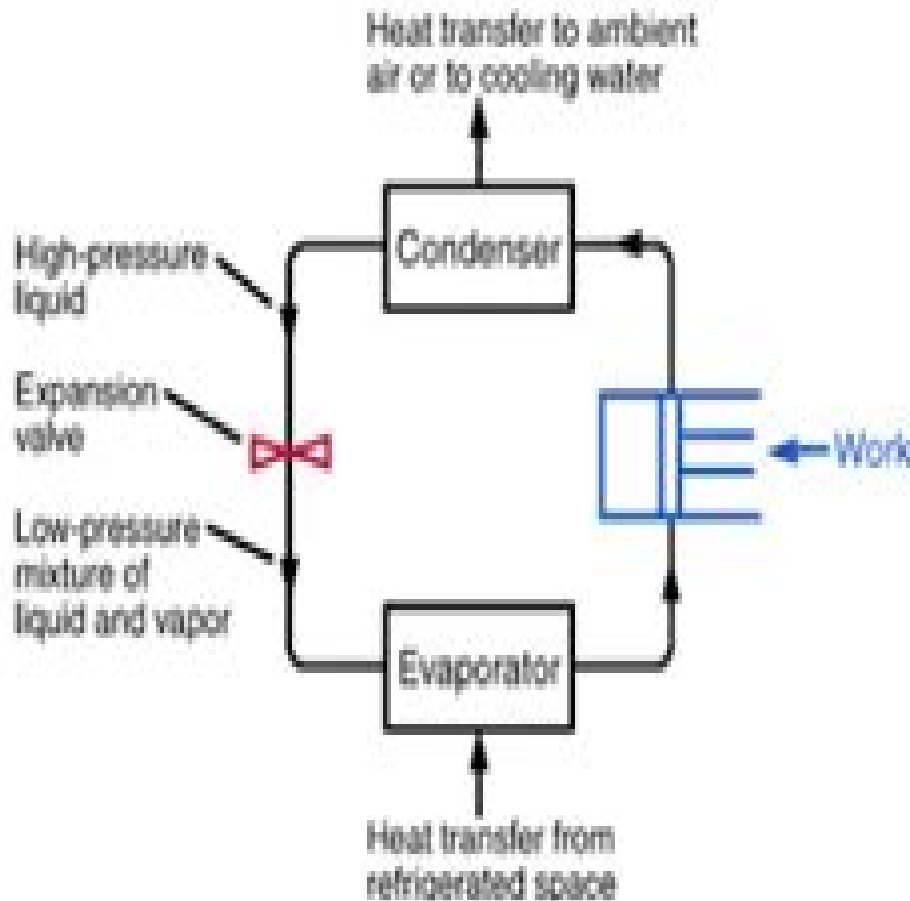 Heat transfer to ambient
air or to cooling water
Condenser
High-pressure
liquid
Expansion
valve
Work
Low-pressure
mixture of
liquid and vapor
Evaporator
Heat transfer from
refrigerated space